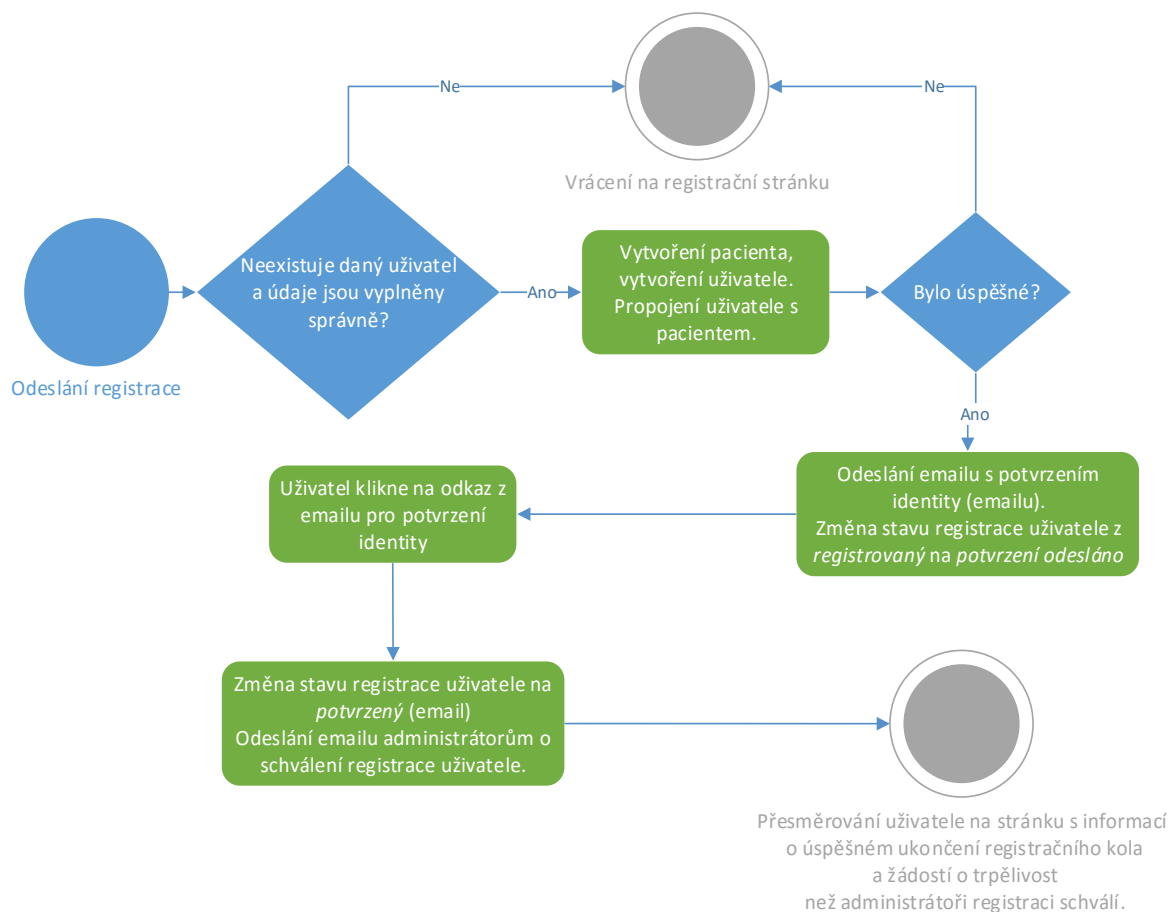 Ne
Ne
Vrácení na registrační stránku
Neexistuje daný uživatel
a údaje jsou vyplněny
správně?
Ano
Vytvoření pacienta,
vytvoření uživatele.
Propojení uživatele s
pacientem.
Bylo úspěšné?
Odeslání registrace
Ano
Odeslání emailu s potvrzením
identity (emailu).
Změna stavu registrace uživatele z
registrovaný na potvrzení odesláno
Uživatel klikne na odkaz z
emailu pro potvrzení
identity
Změna stavu registrace uživatele na
potvrzený (email)
Odeslání emailu administrátorům o
schválení registrace uživatele.
Přesměrování uživatele na stránku s informací
o úspěšném ukončení registračního kola
a žádostí o trpělivost
než administrátoři registraci schválí.